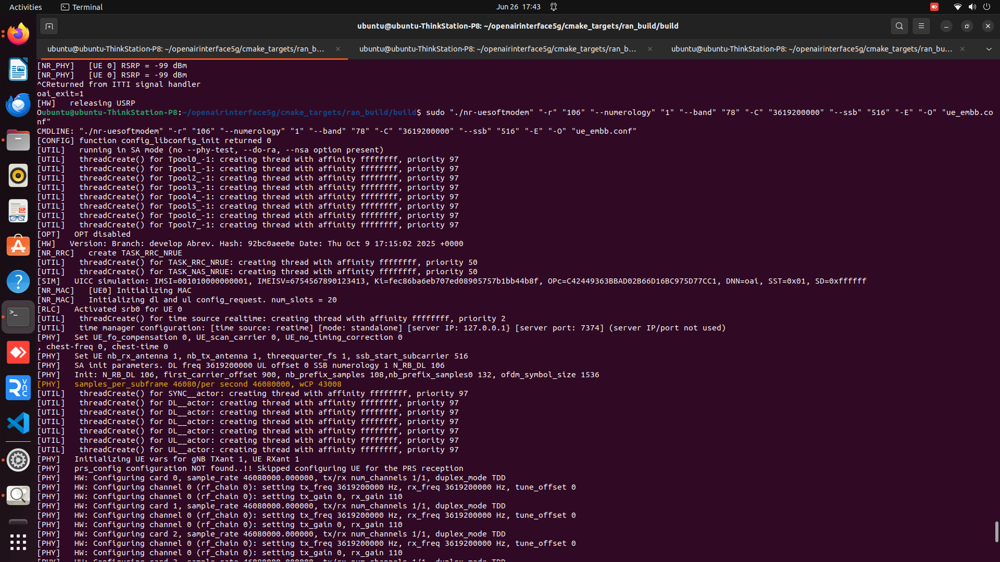 Activities
Terminal
Jun 26 17:43
ubuntu@ubuntu-ThinkStation-P8: ~/openairinterface5g/cmake_targets/ran_build/build
ubuntu@ubuntu-ThinkStation-P8: ~/openairinterface5g/cmake_targets/ran_b...
ubuntu@ubuntu-ThinkStation-P8: ~/openairinterface5g/cmake_targets/ran_b...
ubuntu@ubuntu-ThinkStation-P8: ~/openairinterface5g/cmake_targets/ran_bu...
[NR_PHY]   [UE 0] RSRP = -99 dBm
[NR_PHY]   [UE 0] RSRP = -99 dBm
^CReturned from ITTI signal handler
oai_exit=1
[HW]   releasing USRP
Oubuntu@ubuntu-ThinkStation-P8:~/openairinterface5g/cmake_targets/ran_build/build$ sudo "./nr-uesoftmodem" "-r" "106" "--numerology" "1" "--band" "78" "-C" "3619200000" "--ssb" "516" "-E" "-O" "ue_embb.co
nf"
CMDLINE: "./nr-uesoftmodem" "-r" "106" "--numerology" "1" "--band" "78" "-C" "3619200000" "--ssb" "516" "-E" "-O" "ue_embb.conf"
[CONFIG] function config_libconfig_init returned 0
[UTIL]   running in SA mode (no --phy-test, --do-ra, --nsa option present)
[UTIL]   threadCreate() for Tpool0_-1: creating thread with affinity ffffffff, priority 97
[UTIL]   threadCreate() for Tpool1_-1: creating thread with affinity ffffffff, priority 97
[UTIL]   threadCreate() for Tpool2_-1: creating thread with affinity ffffffff, priority 97
[UTIL]   threadCreate() for Tpool3_-1: creating thread with affinity ffffffff, priority 97
[UTIL]   threadCreate() for Tpool4_-1: creating thread with affinity ffffffff, priority 97
[UTIL]   threadCreate() for Tpool5_-1: creating thread with affinity ffffffff, priority 97
[UTIL]   threadCreate() for Tpool6_-1: creating thread with affinity ffffffff, priority 97
[UTIL]   threadCreate() for Tpool7_-1: creating thread with affinity ffffffff, priority 97
[OPT]   OPT disabled
[HW]   Version: Branch: develop Abrev. Hash: 92bc0aee0e Date: Thu Oct 9 17:15:02 2025 +0000
[NR_RRC]   create TASK_RRC_NRUE
[UTIL]   threadCreate() for TASK_RRC_NRUE: creating thread with affinity ffffffff, priority 50
[UTIL]   threadCreate() for TASK_NAS_NRUE: creating thread with affinity ffffffff, priority 50
[SIM]   UICC simulation: IMSI=001010000000001, IMEISV=6754567890123413, Ki=fec86ba6eb707ed08905757b1bb44b8f, OPc=C42449363BBAD02B66D16BC975D77CC1, DNN=oai, SST=0x01, SD=0xffffff
[NR_MAC]   [UE0] Initializing MAC
[NR_MAC]   Initializing dl and ul config_request. num_slots = 20
[RLC]   Activated srb0 for UE 0
[UTIL]   threadCreate() for time source realtime: creating thread with affinity ffffffff, priority 2
[UTIL]   time manager configuration: [time source: reatime] [mode: standalone] [server IP: 127.0.0.1} [server port: 7374] (server IP/port not used)
[PHY]   Set UE_fo_compensation 0, UE_scan_carrier 0, UE_no_timing_correction 0
, chest-freq 0, chest-time 0
[PHY]   Set UE nb_rx_antenna 1, nb_tx_antenna 1, threequarter_fs 1, ssb_start_subcarrier 516
[PHY]   SA init parameters. DL freq 3619200000 UL offset 0 SSB numerology 1 N_RB_DL 106
[PHY]   Init: N_RB_DL 106, first_carrier_offset 900, nb_prefix_samples 108,nb_prefix_samples0 132, ofdm_symbol_size 1536
[PHY]   samples_per_subframe 46080/per second 46080000, wCP 43008
[UTIL]   threadCreate() for SYNC__actor: creating thread with affinity ffffffff, priority 97
[UTIL]   threadCreate() for DL__actor: creating thread with affinity ffffffff, priority 97
[UTIL]   threadCreate() for DL__actor: creating thread with affinity ffffffff, priority 97
[UTIL]   threadCreate() for DL__actor: creating thread with affinity ffffffff, priority 97
[UTIL]   threadCreate() for DL__actor: creating thread with affinity ffffffff, priority 97
[UTIL]   threadCreate() for UL__actor: creating thread with affinity ffffffff, priority 97
[UTIL]   threadCreate() for UL__actor: creating thread with affinity ffffffff, priority 97
[PHY]   Initializing UE vars for gNB TXant 1, UE RXant 1
[PHY]   prs_config configuration NOT found..!! Skipped configuring UE for the PRS reception
[PHY]   HW: Configuring card 0, sample_rate 46080000.000000, tx/rx num_channels 1/1, duplex_mode TDD
[PHY]   HW: Configuring channel 0 (rf_chain 0): setting tx_freq 3619200000 Hz, rx_freq 3619200000 Hz, tune_offset 0
[PHY]   HW: Configuring channel 0 (rf_chain 0): setting tx_gain 0, rx_gain 110
[PHY]   HW: Configuring card 1, sample_rate 46080000.000000, tx/rx num_channels 1/1, duplex_mode TDD
[PHY]   HW: Configuring channel 0 (rf_chain 0): setting tx_freq 3619200000 Hz, rx_freq 3619200000 Hz, tune_offset 0
[PHY]   HW: Configuring channel 0 (rf_chain 0): setting tx_gain 0, rx_gain 110
[PHY]   HW: Configuring card 2, sample_rate 46080000.000000, tx/rx num_channels 1/1, duplex_mode TDD
[PHY]   HW: Configuring channel 0 (rf_chain 0): setting tx_freq 3619200000 Hz, rx_freq 3619200000 Hz, tune_offset 0
[PHY]   HW: Configuring channel 0 (rf_chain 0): setting tx_gain 0, rx_gain 110
[PHY]   HW: Configuring card 3, sample_rate 46080000.000000, tx/rx num_channels 1/1, duplex_mode TDD